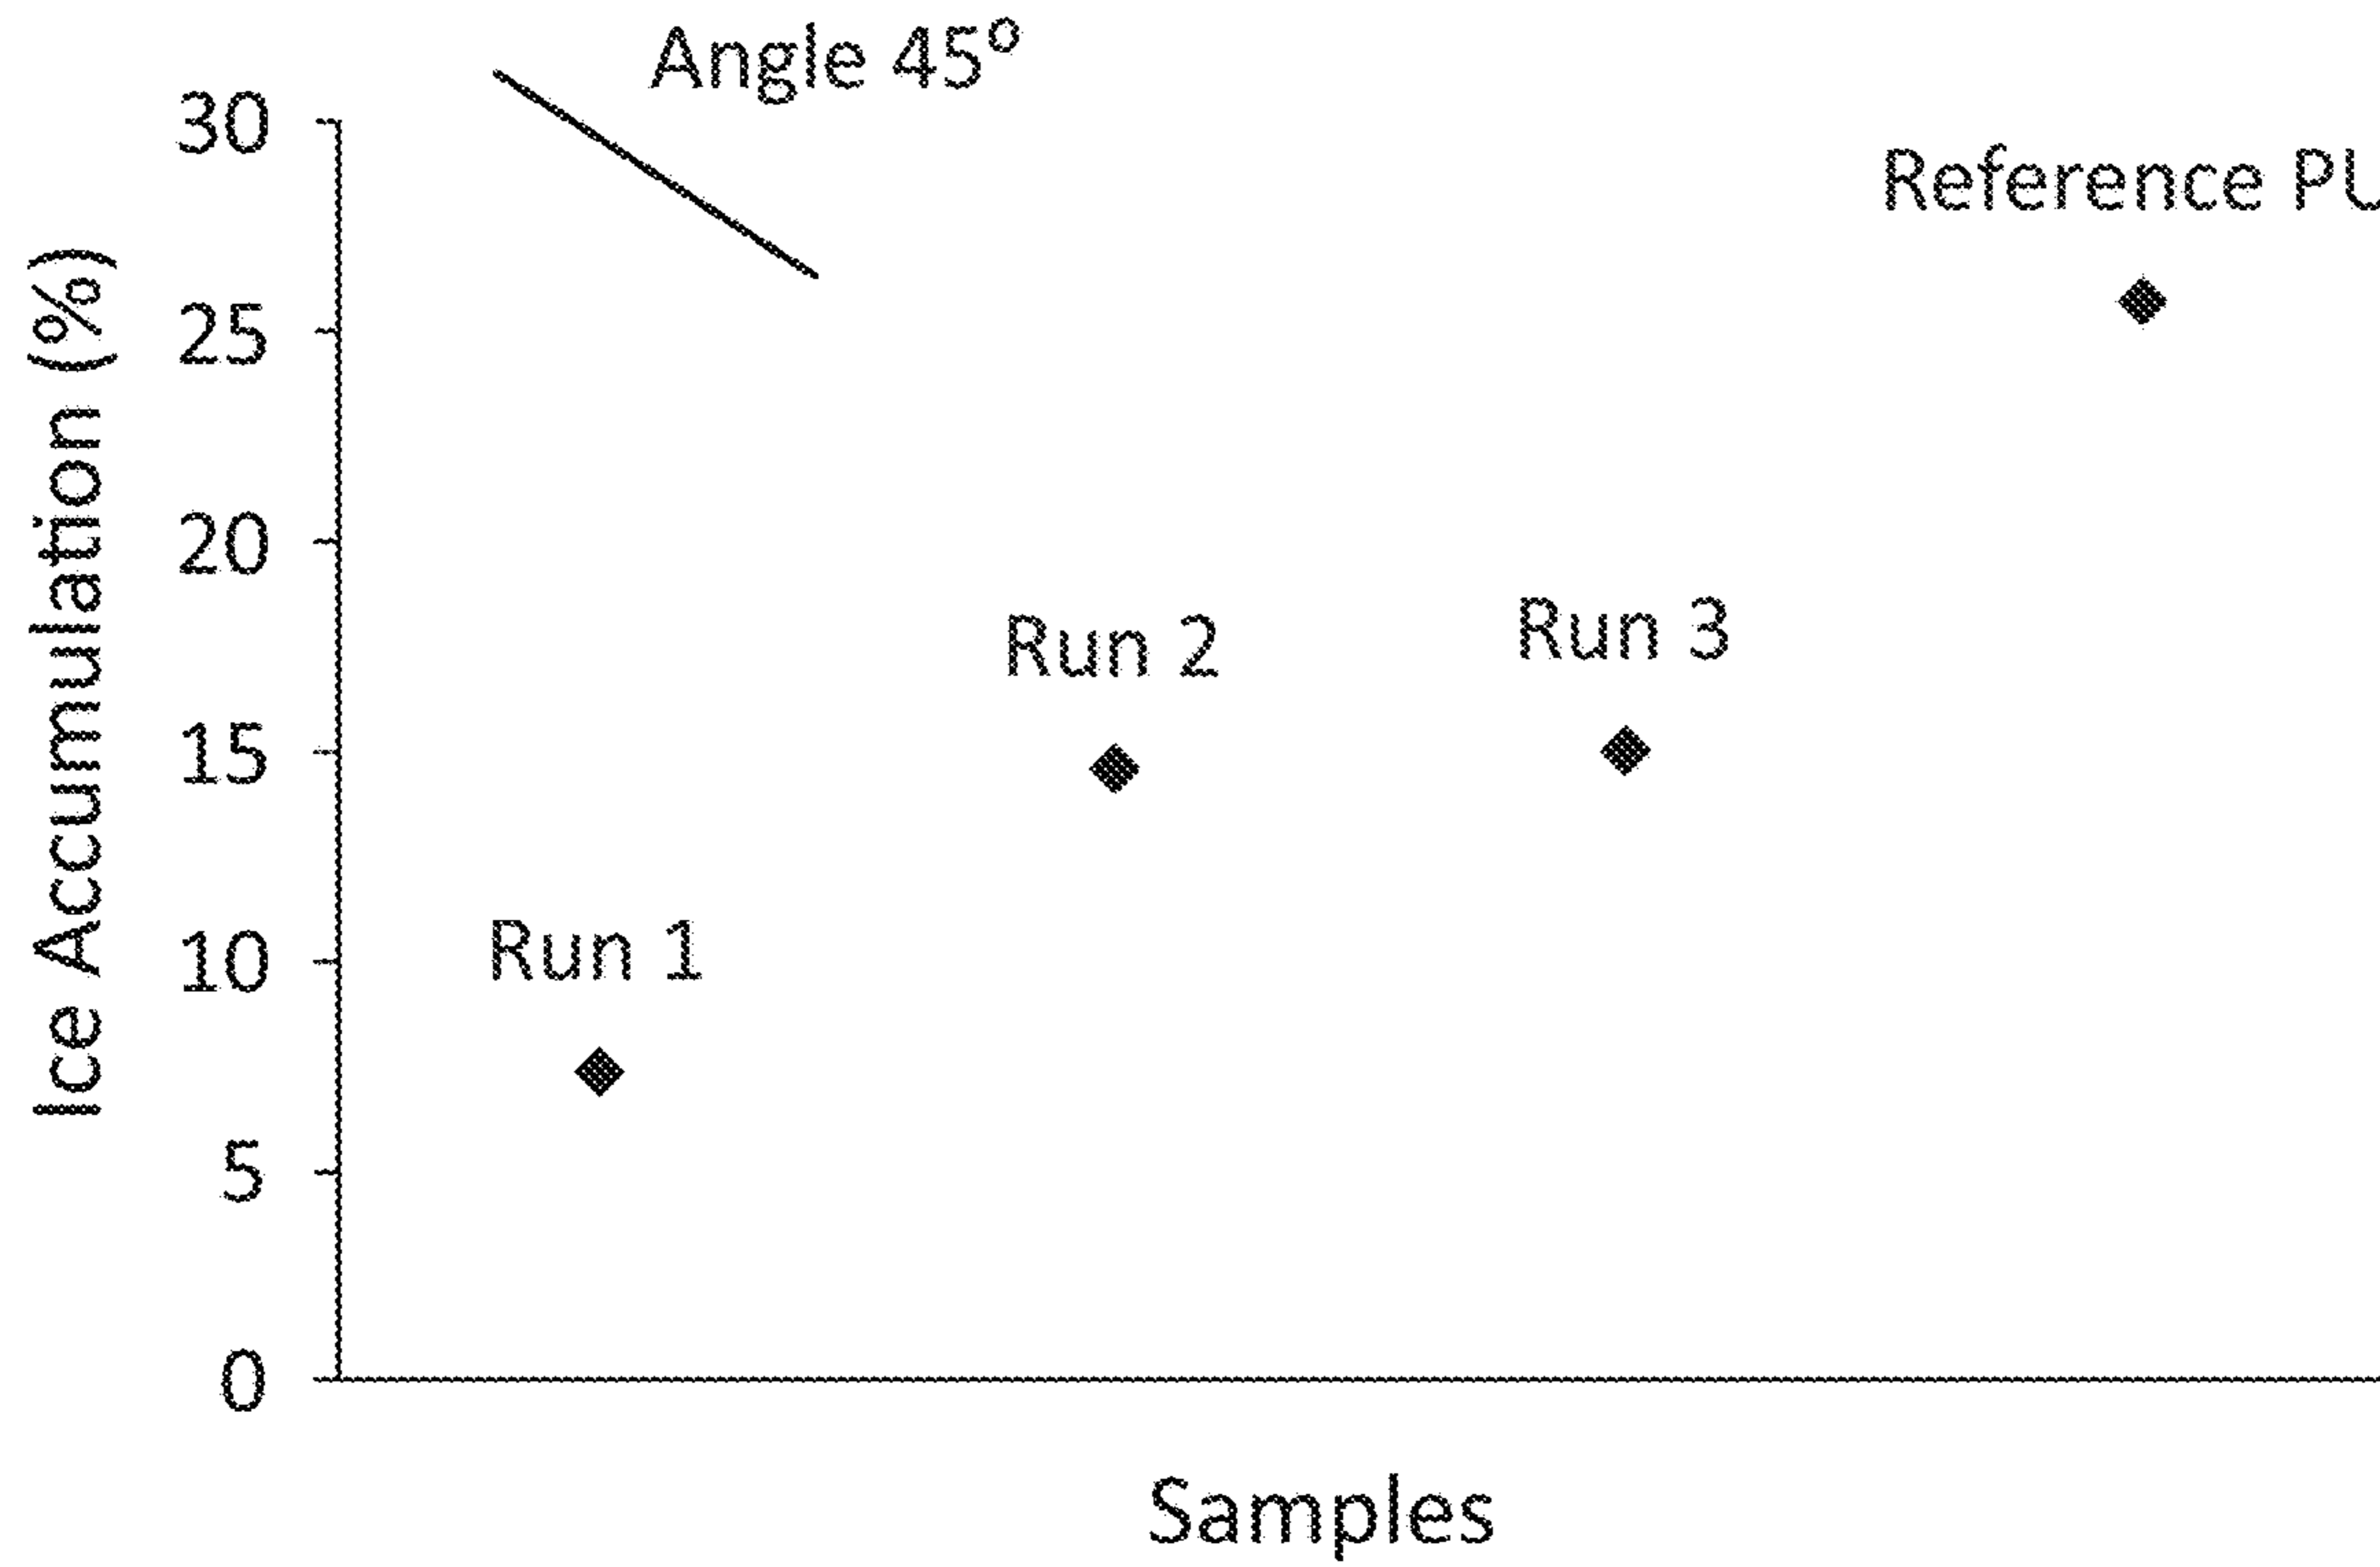 Angle 45º
30
25
20
15
10
5
0
Ice Accumulation (%)
Reference PU
Run 2
Run 3
Run 1
Samples